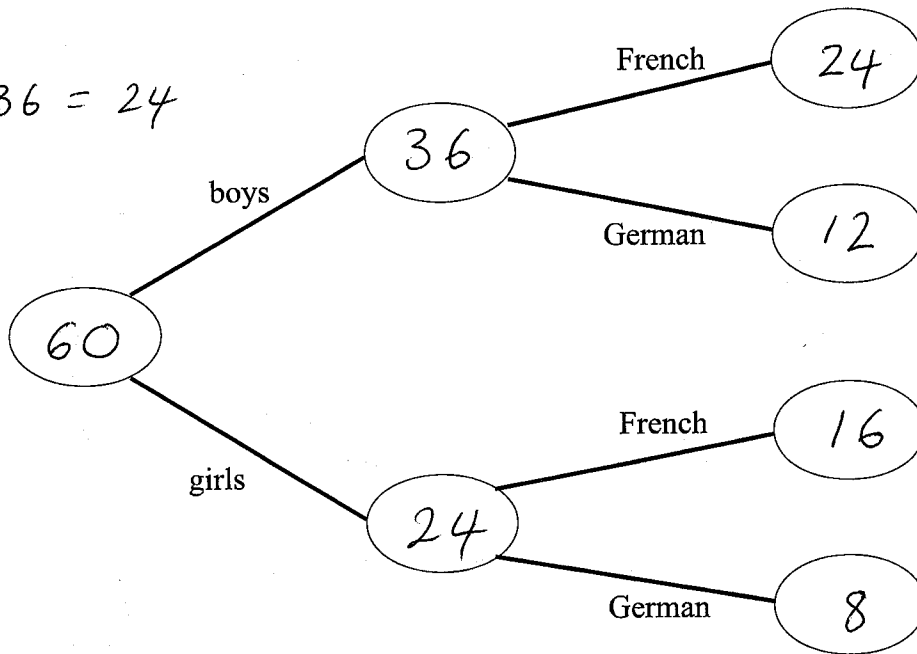 36 = 24
French
24
36
boys
German
12
60
French
16
girls
24
German
8